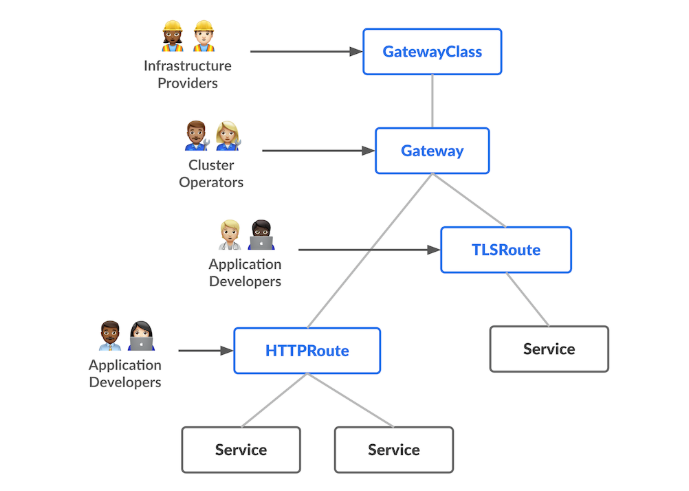 GatewayClass
Infrastructure
Providers
Gateway
Cluster
Operators
TLSRoute
Application
Developers
HTTPRoute
Service
Application
Developers
Service
Service